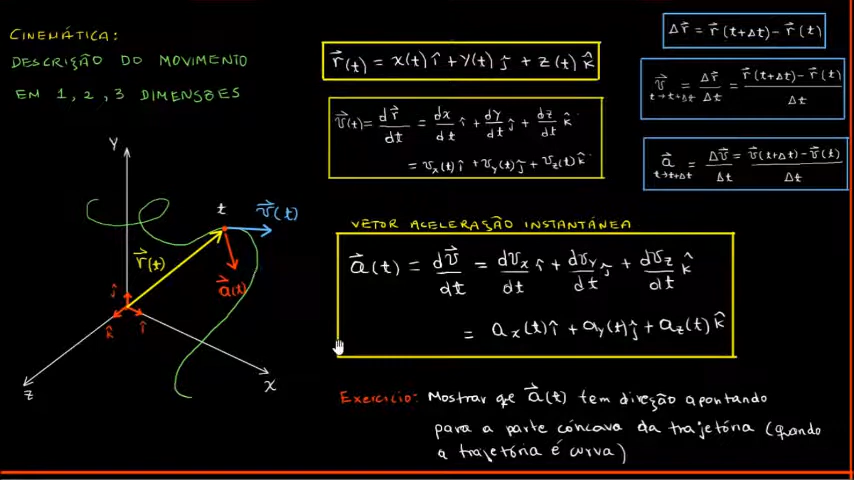 CINEMÁTICA:
DESCRIÇÃO DO MOVIMENTO
EM 1, 2, 3 DIMENSÕES
Y
t
v⃗(t)
r⃗(t)
a⃗(t)
ĵ
k̂
î
X
Z
r⃗(t) = x(t) î + y(t) ĵ + z(t) k̂
v⃗(t) = dr⃗/dt = dx/dt î + dy/dt ĵ + dz/dt k̂
= vx(t) î + vy(t) ĵ + vz(t) k̂
Δr⃗ = r⃗(t+Δt) - r⃗(t)
v⃗ t→t+Δt = Δr⃗/Δt = r⃗(t+Δt) - r⃗(t)/Δt
a⃗ t→t+Δt = Δv⃗/Δt = v⃗(t+Δt) - v⃗(t)/Δt
VETOR ACELERAÇÃO INSTANTÁNEA
a⃗(t) = dv⃗/dt = dvx/dt î + dvy/dt ĵ + dvz/dt k̂
= ax(t) î + ay(t) ĵ + az(t) k̂
Exercício: Mostrar que a⃗(t) tem direção apontando
para a parte côncava da trajetória (quando
a trajetória é curva)